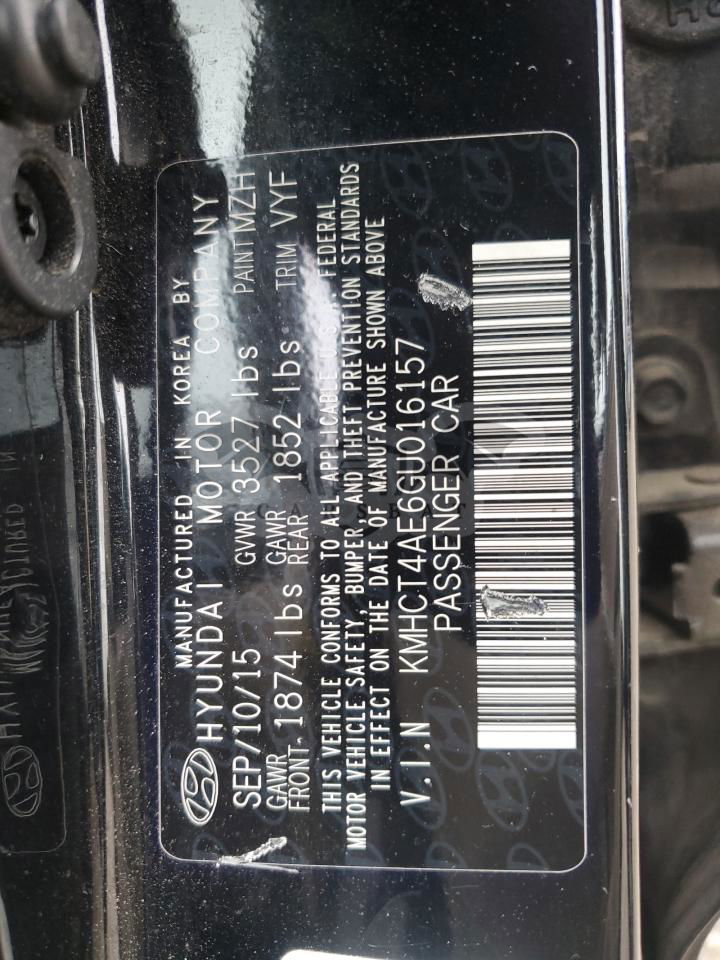 MANUFACTURED IN KOREA BY
HYUNDAI MOTOR COMPANY
SEP/10/15 GVWR 3527 lbs PAINT MZH
GAWR FRONT 1874 lbs GAWR REAR 1852 lbs TRIM VYF
THIS VEHICLE CONFORMS TO ALL APPLICABLE U.S.A. FEDERAL
MOTOR VEHICLE SAFETY, BUMPER, AND THEFT PREVENTION STANDARDS
IN EFFECT ON THE DATE OF MANUFACTURE SHOWN ABOVE
V.I.N KMHCT4AE6GU016157
PASSENGER CAR